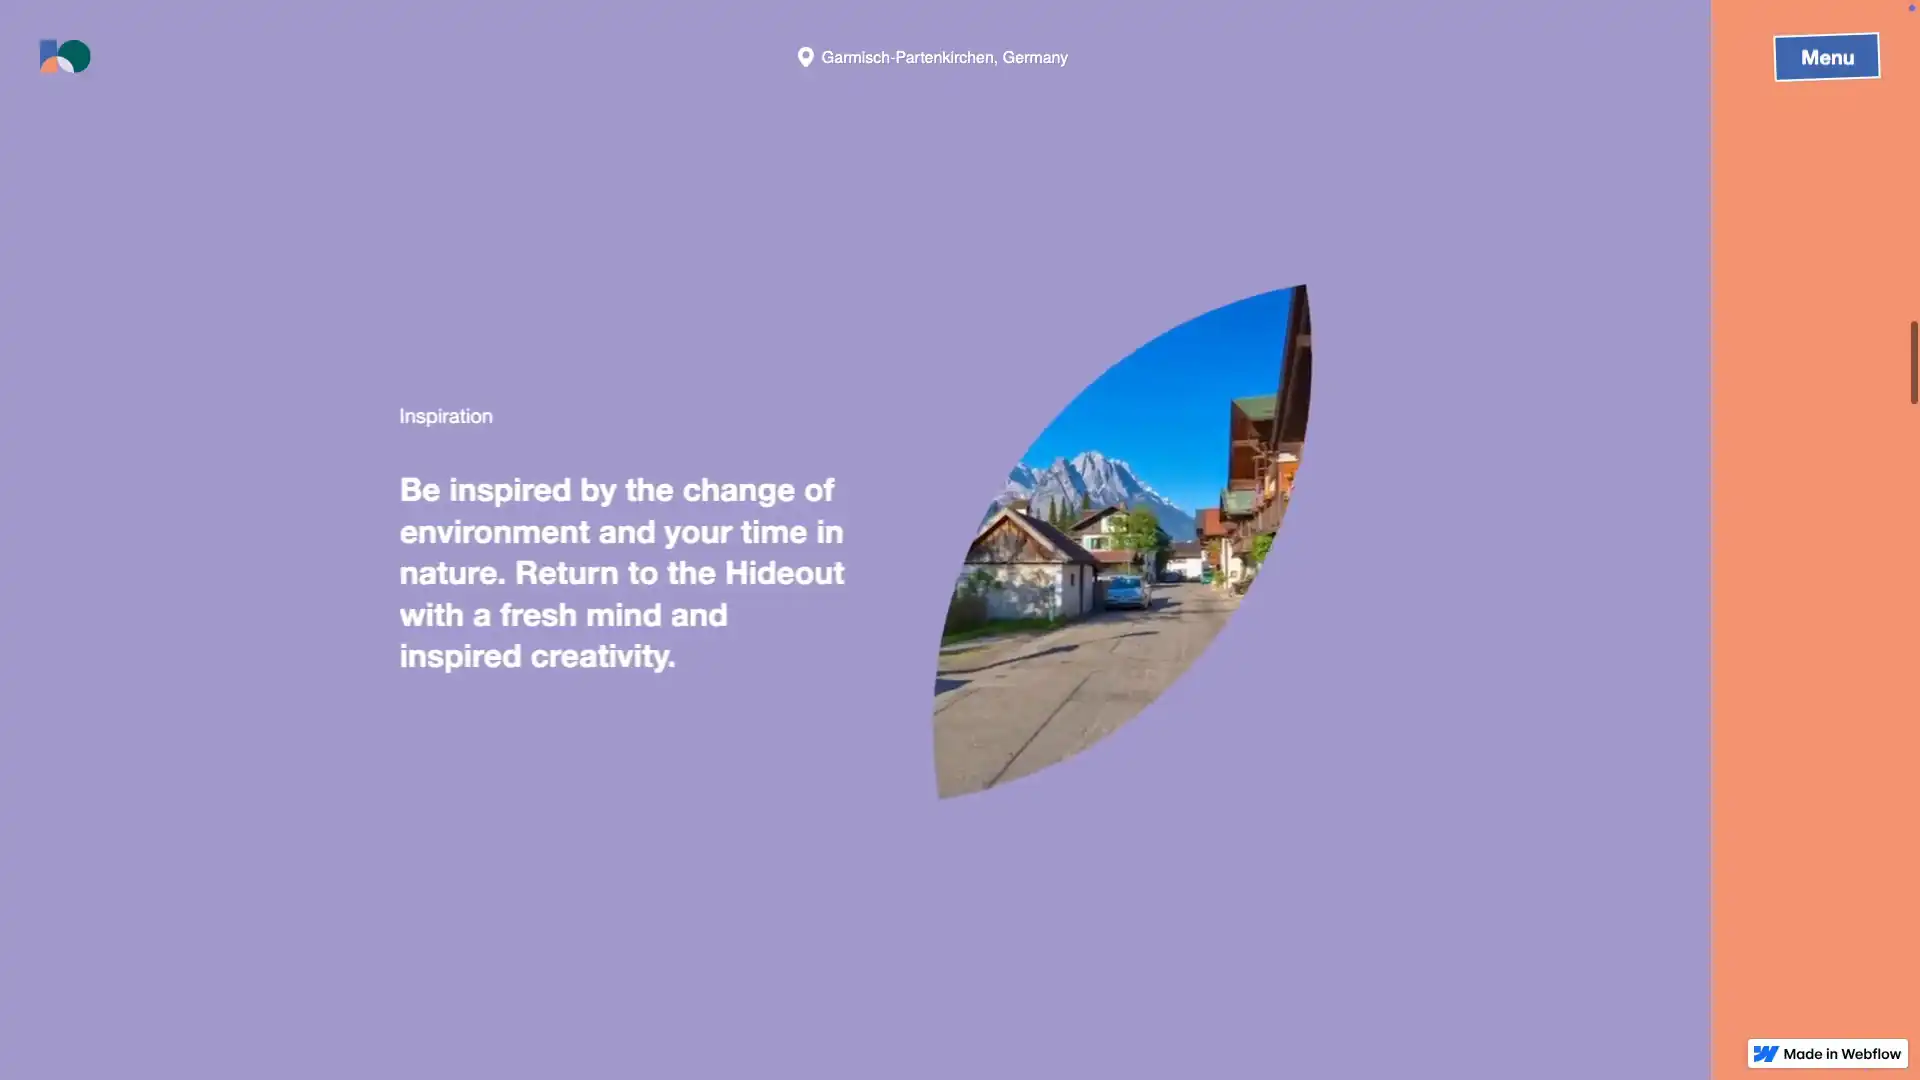 Garmisch-Partenkirchen, Germany
Menu
Inspiration
Be inspired by the change of
environment and your time in
nature. Return to the Hideout
with a fresh mind and
inspired creativity.
Made in Webflow